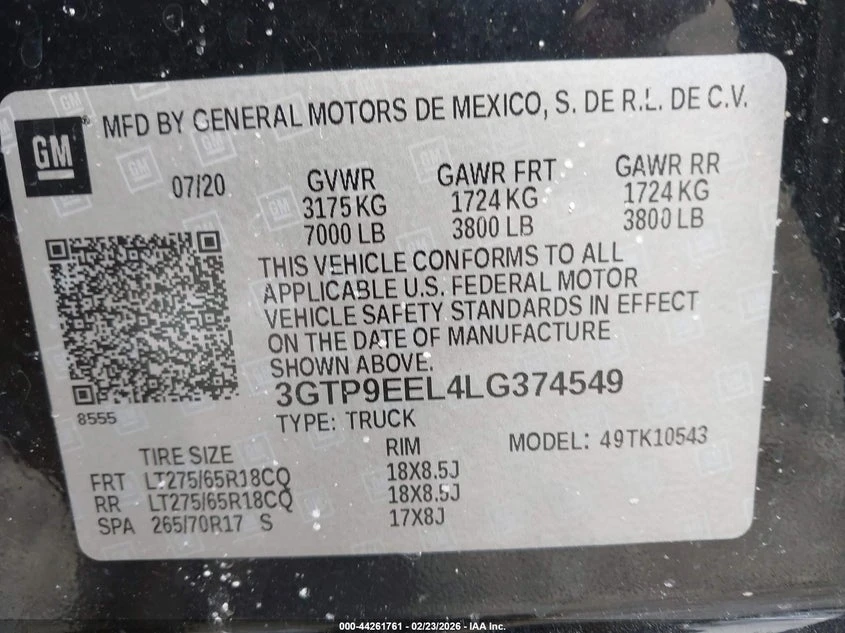 MFD BY GENERAL MOTORS DE MEXICO, S. DE R.L. DE C.V.
GM
07/20 GVWR GAWR FRT GAWR RR
3175 KG 1724 KG 1724 KG
7000 LB 3800 LB 3800 LB
THIS VEHICLE CONFORMS TO ALL
APPLICABLE U.S. FEDERAL MOTOR
VEHICLE SAFETY STANDARDS IN EFFECT
ON THE DATE OF MANUFACTURE
SHOWN ABOVE.
3GTP9EEL4LG374549
8555
TYPE: TRUCK
TIRE SIZE RIM MODEL: 49TK10543
FRT LT275/65R18CQ 18X8.5J
RR LT275/65R18CQ 18X8.5J
SPA 265/70R17 S 17X8J
000-44261761 - 02/23/2026 - IAA Inc.